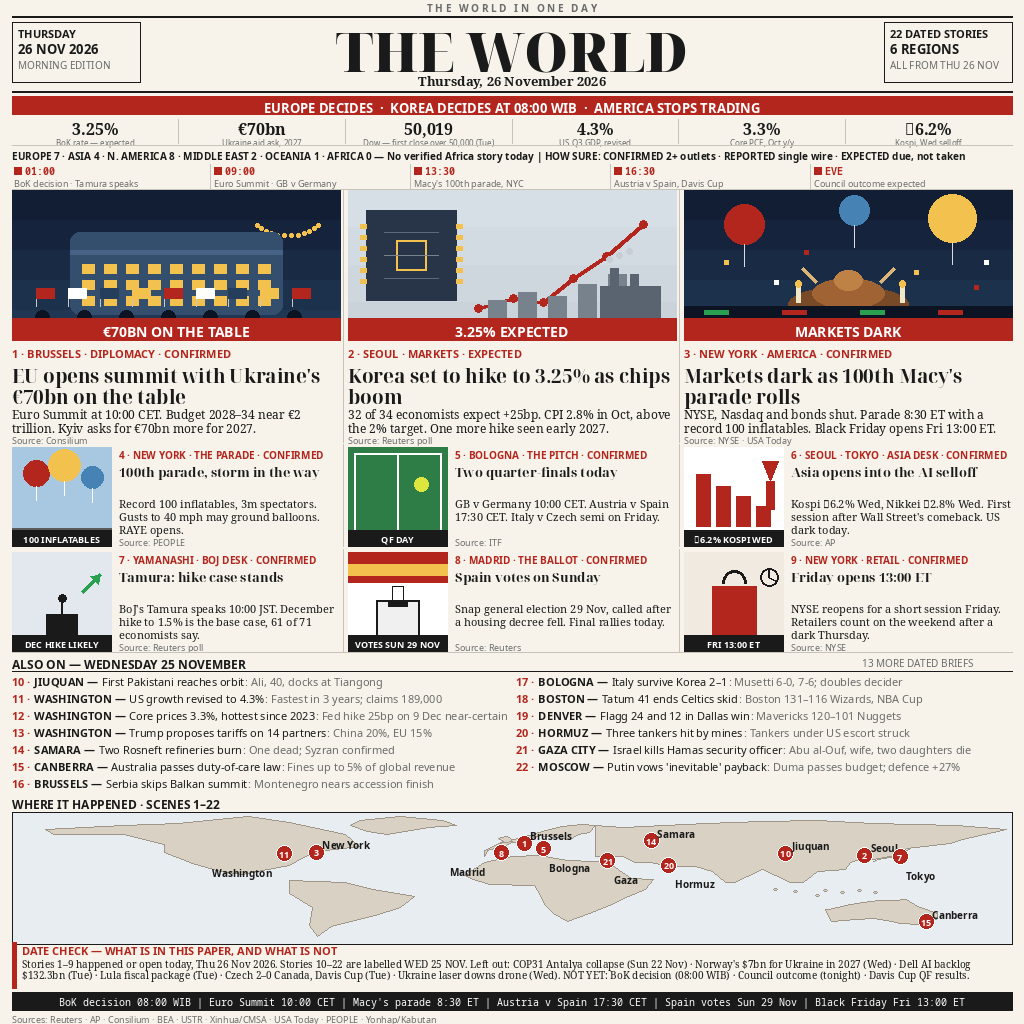 THE WORLD IN ONE DAY
THURSDAY
26 NOV 2026
MORNING EDITION
THE WORLD
Thursday, 26 November 2026
22 DATED STORIES
6 REGIONS
ALL FROM THU 26 NOV
EUROPE DECIDES · KOREA DECIDES AT 08:00 WIB · AMERICA STOPS TRADING
3.25%
BoK rate — expected
€70bn
Ukraine aid ask, 2027
50,019
Dow — first close over 50,000 (Tue)
4.3%
US Q3 GDP, revised
3.3%
Core PCE, Oct y/y
6.2%
Kospi, Wed selloff
EUROPE 7 · ASIA 4 · N. AMERICA 8 · MIDDLE EAST 2 · OCEANIA 1 · AFRICA 0 — No verified Africa story today | HOW SURE: CONFIRMED 2+ outlets · REPORTED single wire · EXPECTED due, not taken
01:00
BoK decision · Tamura speaks
09:00
Euro Summit · GB v Germany
13:30
Macy's 100th parade, NYC
16:30
Austria v Spain, Davis Cup
EVE
Council outcome expected
€70BN ON THE TABLE
3.25% EXPECTED
MARKETS DARK
1 · BRUSSELS · DIPLOMACY · CONFIRMED
EU opens summit with Ukraine's
€70bn on the table
Euro Summit at 10:00 CET. Budget 2028–34 near €2
trillion. Kyiv asks for €70bn more for 2027.
Source: Consilium
2 · SEOUL · MARKETS · EXPECTED
Korea set to hike to 3.25% as chips
boom
32 of 34 economists expect +25bp. CPI 2.8% in Oct, above
the 2% target. One more hike seen early 2027.
Source: Reuters poll
3 · NEW YORK · AMERICA · CONFIRMED
Markets dark as 100th Macy's
parade rolls
NYSE, Nasdaq and bonds shut. Parade 8:30 ET with a
record 100 inflatables. Black Friday opens Fri 13:00 ET.
Source: NYSE · USA Today
100 INFLATABLES
4 · NEW YORK · THE PARADE · CONFIRMED
100th parade, storm in the way
Record 100 inflatables, 3m spectators.
Gusts to 40 mph may ground balloons.
RAYE opens.
Source: PEOPLE
QF DAY
5 · BOLOGNA · THE PITCH · CONFIRMED
Two quarter-finals today
GB v Germany 10:00 CET. Austria v Spain
17:30 CET. Italy v Czech semi on Friday.
Source: ITF
6.2% KOSPI WED
6 · SEOUL · TOKYO · ASIA DESK · CONFIRMED
Asia opens into the AI selloff
Kospi 6.2% Wed, Nikkei 2.8% Wed. First
session after Wall Street's comeback. US
dark today.
Source: AP
DEC HIKE LIKELY
7 · YAMANASHI · BOJ DESK · CONFIRMED
Tamura: hike case stands
BoJ's Tamura speaks 10:00 JST. December
hike to 1.5% is the base case, 61 of 71
economists say.
Source: Reuters poll
VOTES SUN 29 NOV
8 · MADRID · THE BALLOT · CONFIRMED
Spain votes on Sunday
Snap general election 29 Nov, called after
a housing decree fell. Final rallies today.
Source: Reuters
FRI 13:00 ET
9 · NEW YORK · RETAIL · CONFIRMED
Friday opens 13:00 ET
NYSE reopens for a short session Friday.
Retailers count on the weekend after a
dark Thursday.
Source: NYSE
ALSO ON — WEDNESDAY 25 NOVEMBER
13 MORE DATED BRIEFS
10 · JIUQUAN — First Pakistani reaches orbit: Ali, 40, docks at Tiangong
11 · WASHINGTON — US growth revised to 4.3%: Fastest in 3 years; claims 189,000
12 · WASHINGTON — Core prices 3.3%, hottest since 2023: Fed hike 25bp on 9 Dec near-certain
13 · WASHINGTON — Trump proposes tariffs on 14 partners: China 20%, EU 15%
14 · SAMARA — Two Rosneft refineries burn: One dead; Syzran confirmed
15 · CANBERRA — Australia passes duty-of-care law: Fines up to 5% of global revenue
16 · BRUSSELS — Serbia skips Balkan summit: Montenegro nears accession finish
17 · BOLOGNA — Italy survive Korea 2–1: Musetti 6-0, 7-6; doubles decider
18 · BOSTON — Tatum 41 ends Celtics skid: Boston 131–116 Wizards, NBA Cup
19 · DENVER — Flagg 24 and 12 in Dallas win: Mavericks 120–101 Nuggets
20 · HORMUZ — Three tankers hit by mines: Tankers under US escort struck
21 · GAZA CITY — Israel kills Hamas security officer: Abu al-Ouf, wife, two daughters die
22 · MOSCOW — Putin vows 'inevitable' payback: Duma passes budget; defence +27%
WHERE IT HAPPENED · SCENES 1–22
11
Washington
3
New York
8
Madrid
1
Brussels
5
Bologna
21
Gaza
14
Samara
20
Hormuz
10
Jiuquan
2
Seoul
7
Tokyo
15
Canberra
DATE CHECK — WHAT IS IN THIS PAPER, AND WHAT IS NOT
Stories 1–9 happened or open today, Thu 26 Nov 2026. Stories 10–22 are labelled WED 25 NOV. Left out: COP31 Antalya collapse (Sun 22 Nov) · Norway's $7bn for Ukraine in 2027 (Wed) · Dell AI backlog
$132.3bn (Tue) · Lula fiscal package (Tue) · Czech 2–0 Canada, Davis Cup (Tue) · Ukraine laser downs drone (Wed). NOT YET: BoK decision (08:00 WIB) · Council outcome (tonight) · Davis Cup QF results.
BoK decision 08:00 WIB | Euro Summit 10:00 CET | Macy's parade 8:30 ET | Austria v Spain 17:30 CET | Spain votes Sun 29 Nov | Black Friday Fri 13:00 ET
Sources: Reuters · AP · Consilium · BEA · USTR · Xinhua/CMSA · USA Today · PEOPLE · Yonhap/Kabutan